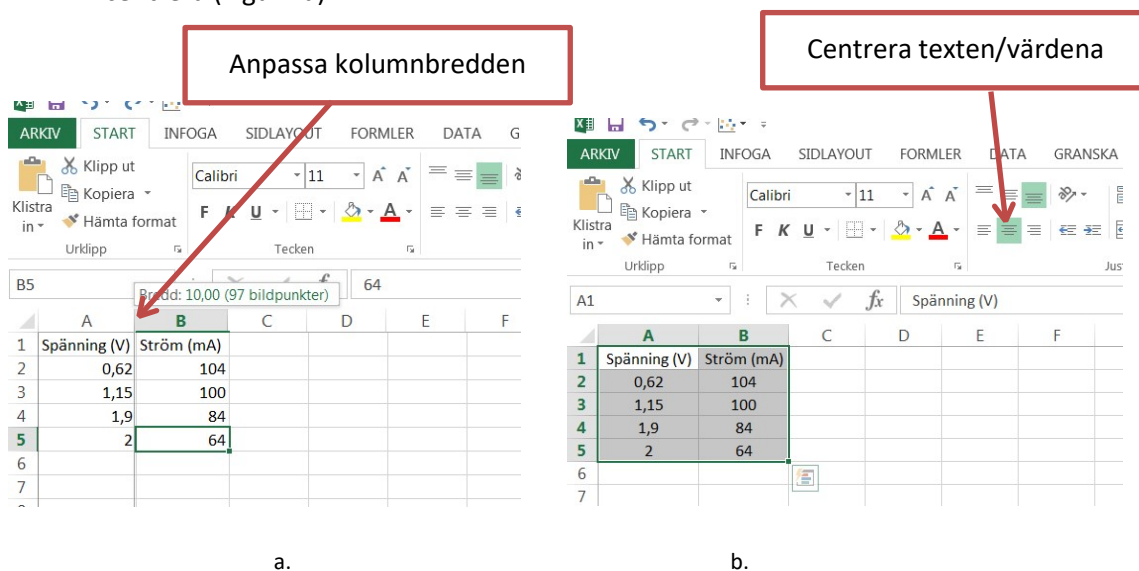 Anpassa kolumnbredden
Centrera texten/värdena
ARKIV START INFOGA SIDLAYOUT FORMLER DATA G
Klipp ut
Kopiera
Hämta format
Klistra
in
Calibri 11 A A
F K U A
Urklipp Tecken
B5 64
Bredd: 10,00 (97 bildpunkter)
A B C D E F
1 Spänning (V) Ström (mA)
2 0,62 104
3 1,15 100
4 1,9 84
5 2 64
6
7
a.
ARKIV START INFOGA SIDLAYOUT FORMLER DATA GRANSKA
Klipp ut
Kopiera
Hämta format
Klistra
in
Calibri 11 A A
F K U A
Urklipp Tecken Jus
A1 fx Spänning (V)
A B C D E F
1 Spänning (V) Ström (mA)
2 0,62 104
3 1,15 100
4 1,9 84
5 2 64
6
7
b.